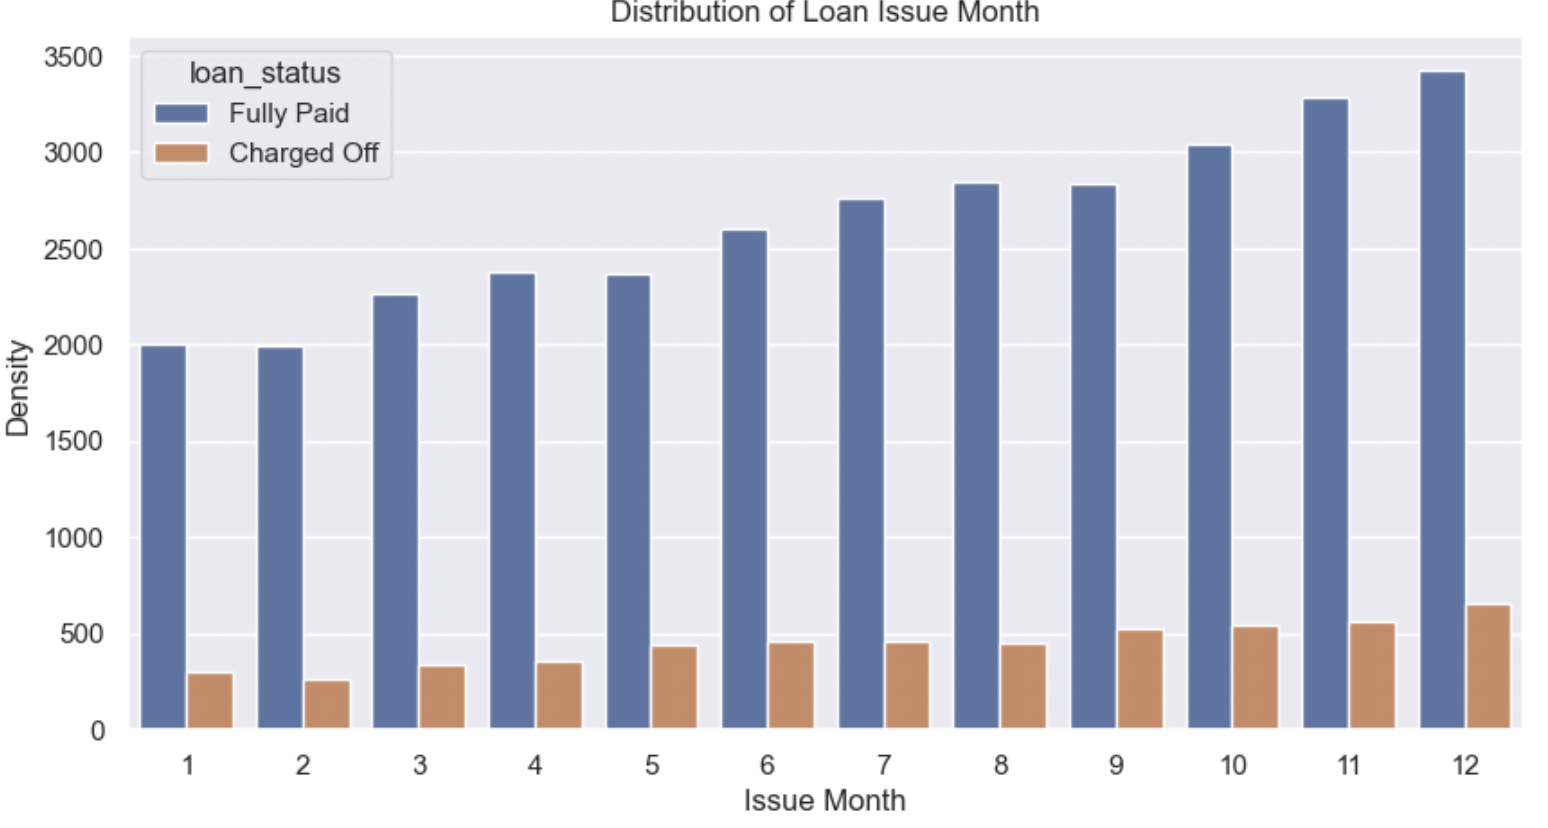 Distribution of Loan Issue Month
loan_status
Fully Paid
Charged Off
3500
3000
2500
2000
1500
1000
500
0
Density
1 2 3 4 5 6 7 8 9 10 11 12
Issue Month